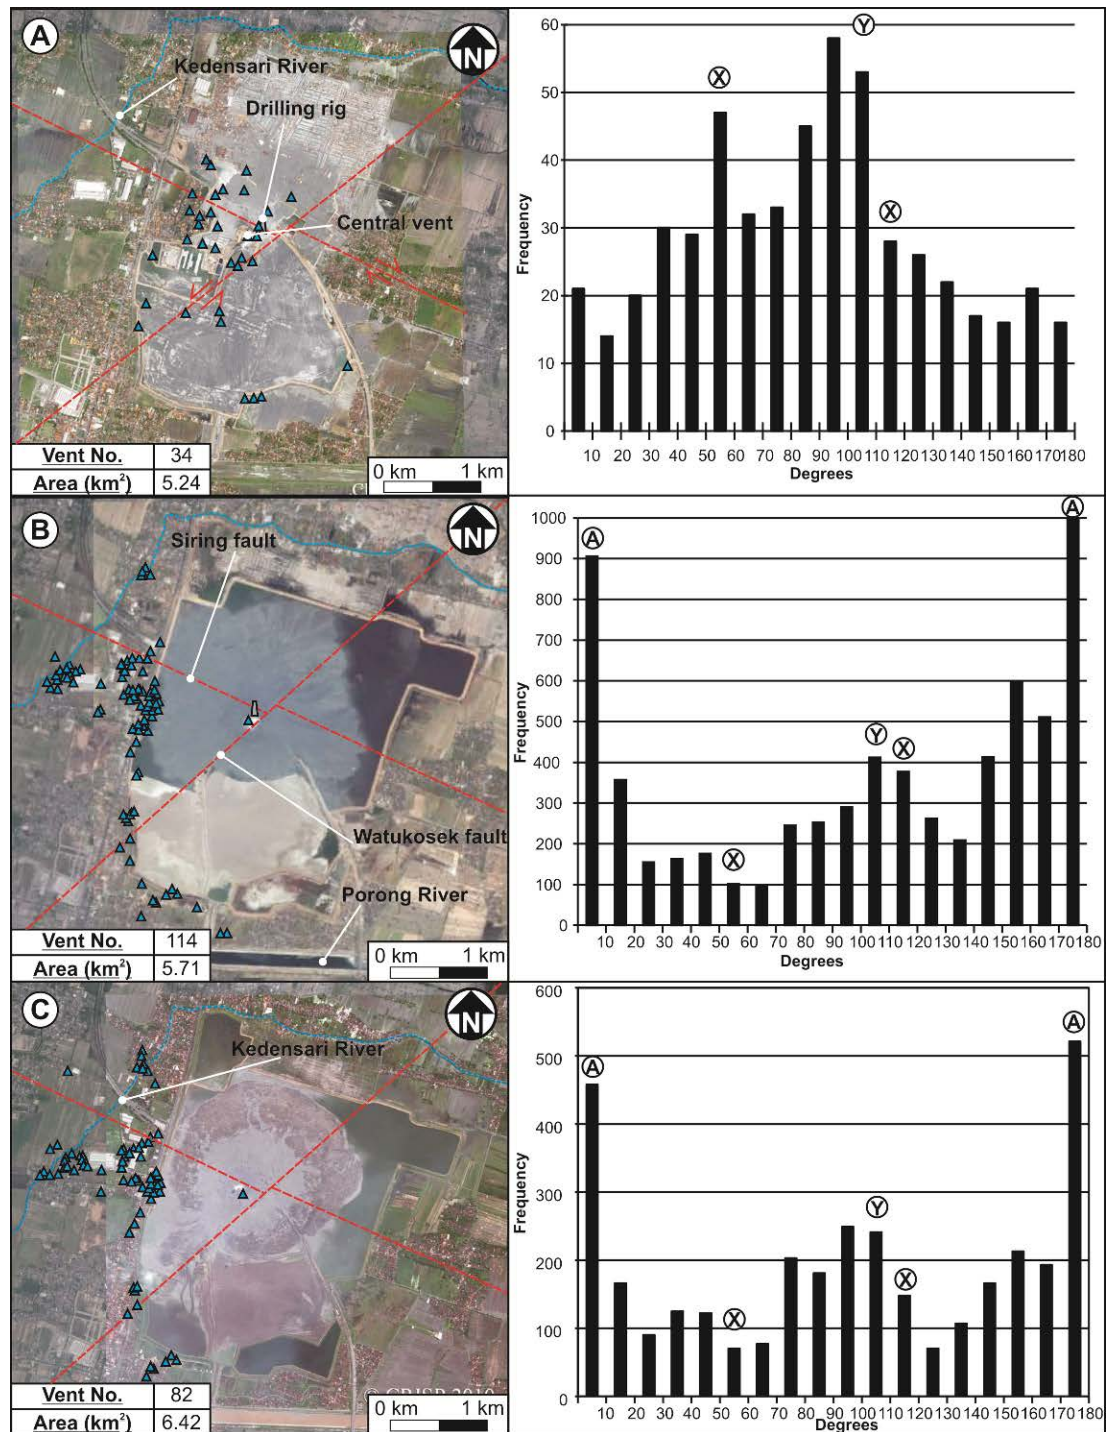 A
N
Kedensari River
Drilling rig
Central vent
Vent No. 34
Area (km²) 5.24
0 km 1 km
60
50
40
30
20
10
0
Frequency
X
Y
X
10 20 30 40 50 60 70 80 90 100 110 120 130 140 150 160 170 180
Degrees
B
N
Siring fault
Watukosek fault
Porong River
Vent No. 114
Area (km²) 5.71
0 km 1 km
1000
900
800
700
600
500
400
300
200
100
0
Frequency
A
X
Y
X
A
10 20 30 40 50 60 70 80 90 100 110 120 130 140 150 160 170 180
Degrees
C
N
Kedensari River
Vent No. 82
Area (km²) 6.42
0 km 1 km
600
500
400
300
200
100
0
Frequency
A
X
Y
X
A
10 20 30 40 50 60 70 80 90 100 110 120 130 140 150 160 170 180
Degrees